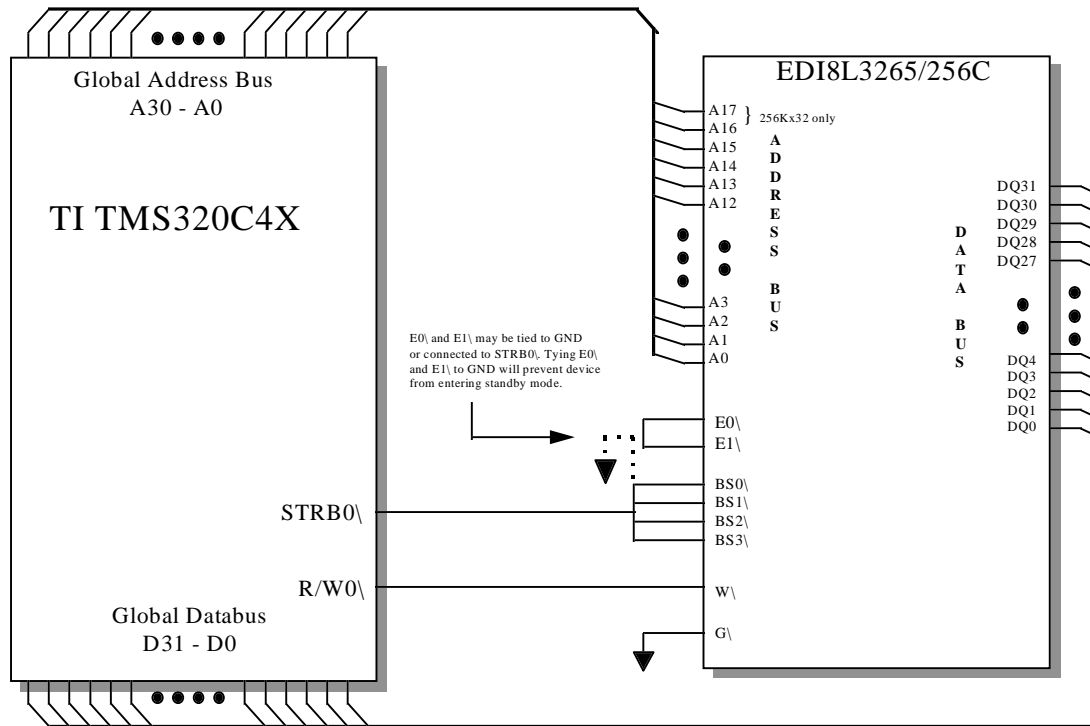 Global Address Bus
A30 - A0
TI TMS320C4X
STRB0\
R/W0\
Global Databus
D31 - D0
E0\ and E1\ may be tied to GND
or connected to STRB0\. Tying E0\
and E1\ to GND will prevent device
from entering standby mode.
EDI8L3265/256C
A17 } 256Kx32 only
A16
A15
A14
A13
A12
A3
A2
A1
A0
ADDRESS BUS
E0\
E1\
BS0\
BS1\
BS2\
BS3\
W\
G\
DATA BUS
DQ31
DQ30
DQ29
DQ28
DQ27
DQ4
DQ3
DQ2
DQ1
DQ0